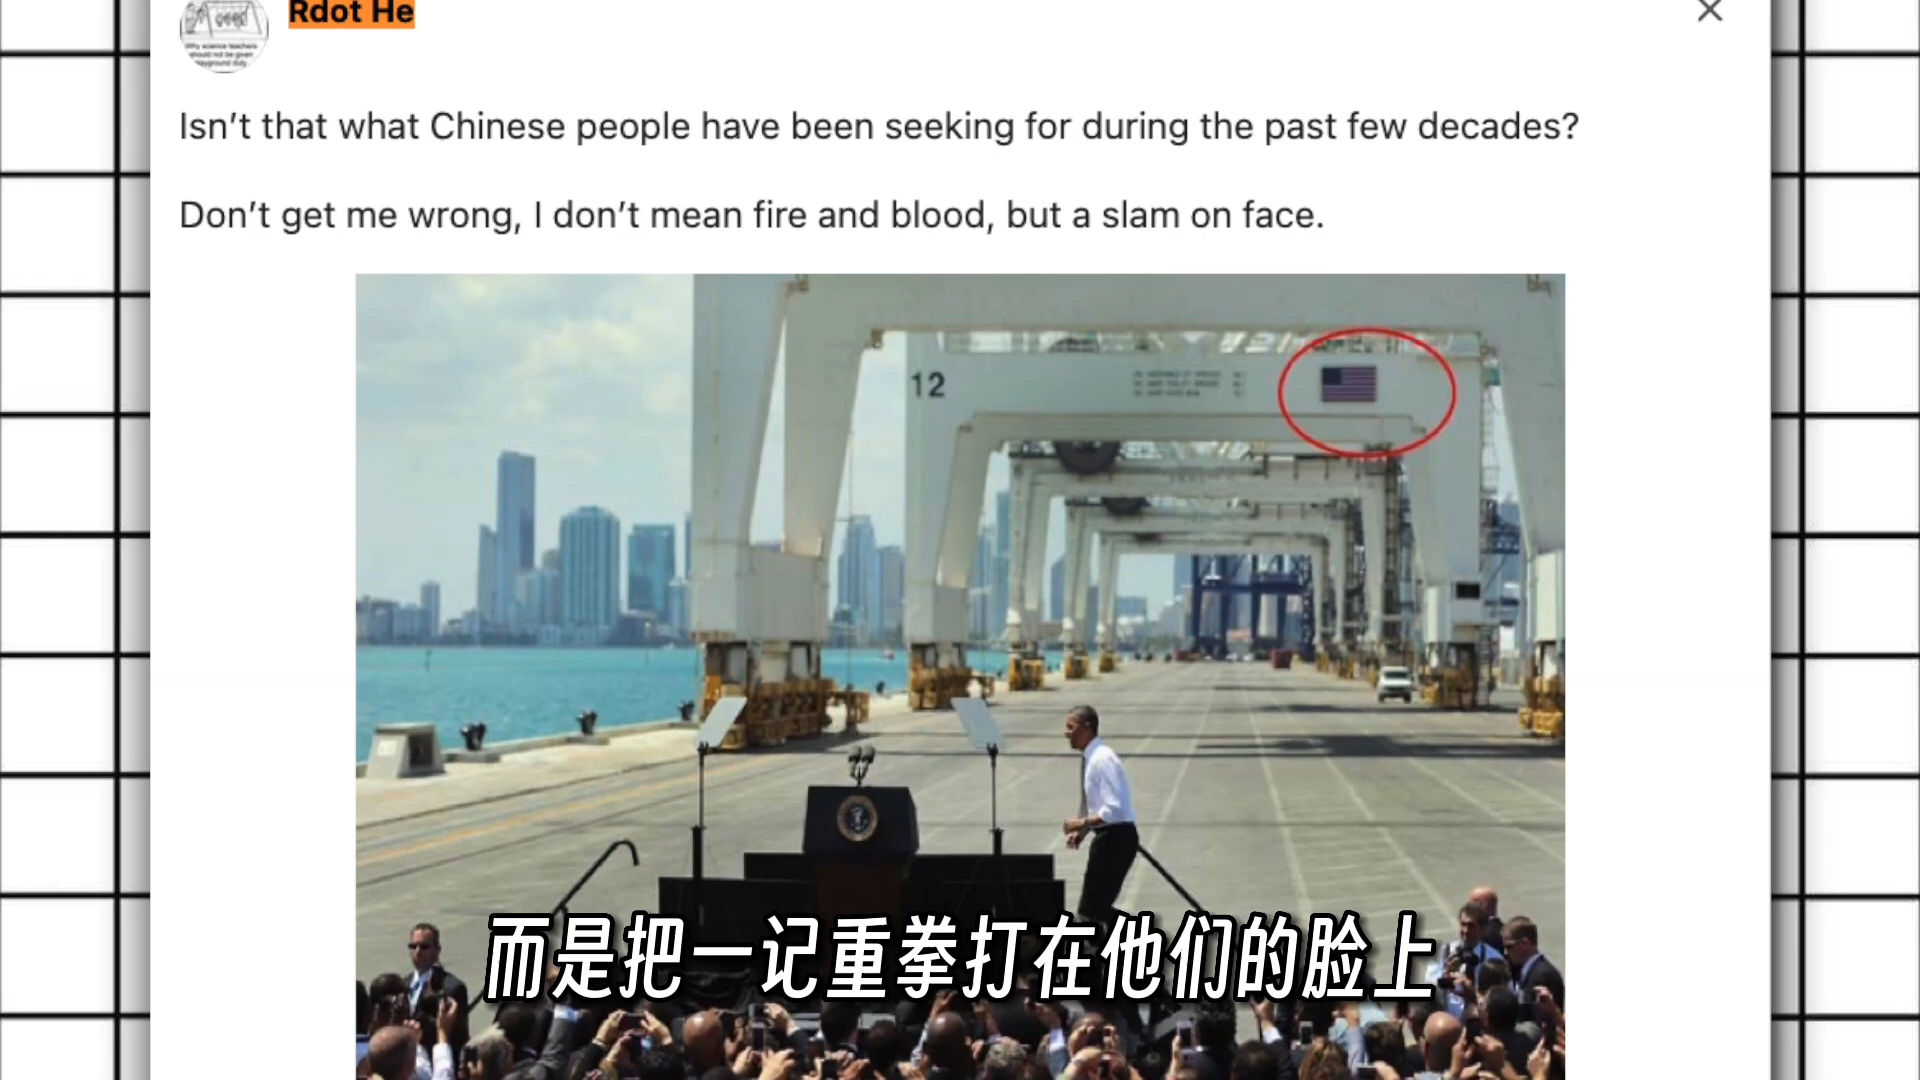 Rdot He
Isn’t that what Chinese people have been seeking for during the past few decades?
Don’t get me wrong, I don’t mean fire and blood, but a slam on face.
12
而是把一记重拳打在他们的脸上